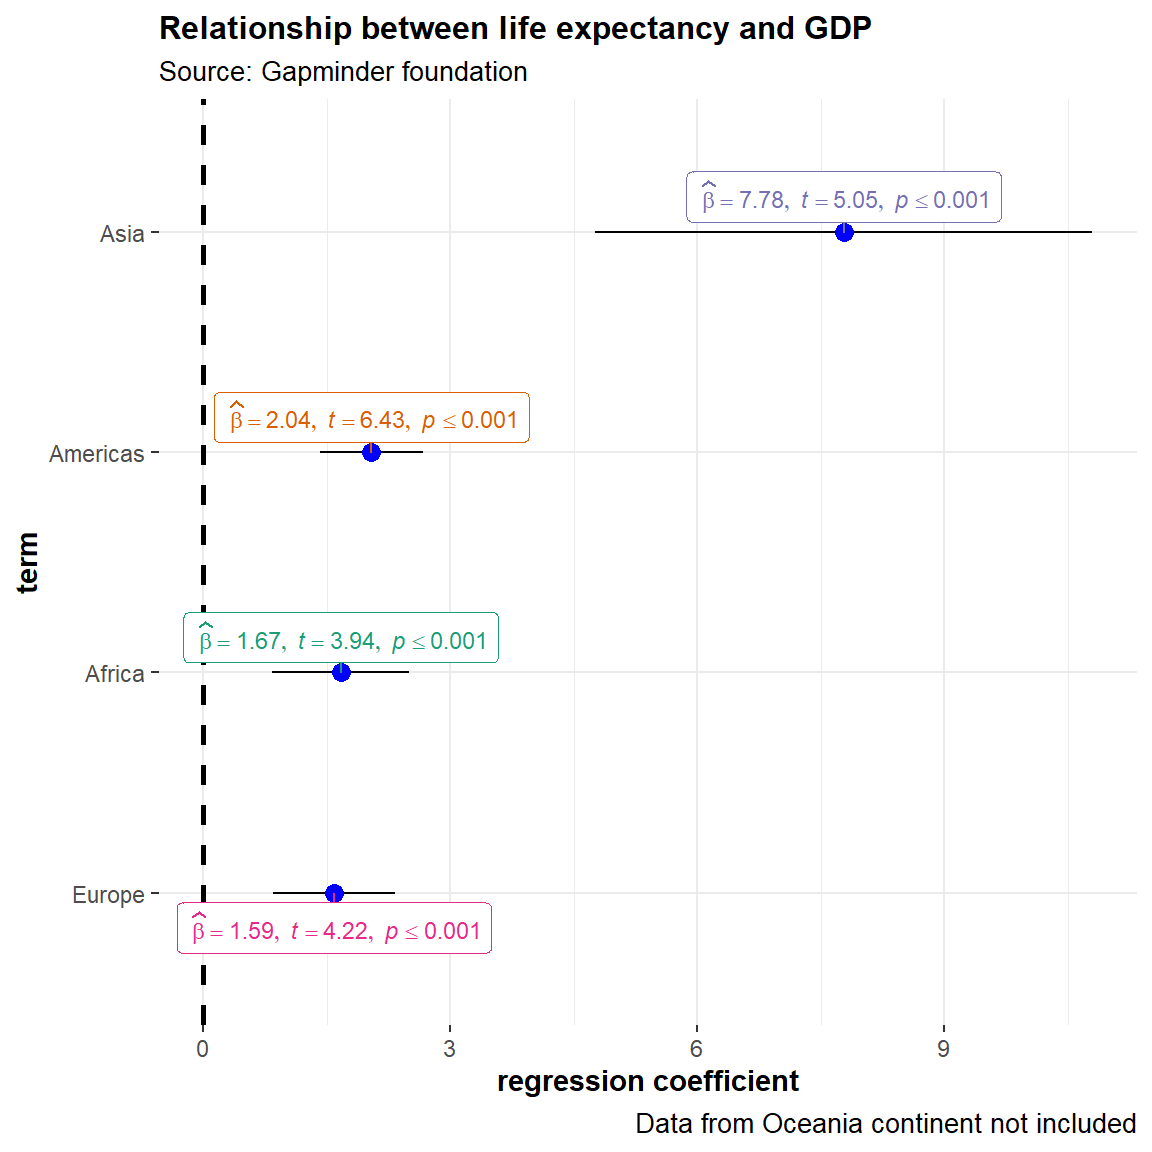 Relationship between life expectancy and GDP
Source: Gapminder foundation
β̂ = 7.78, t = 5.05, p ≤ 0.001
Asia
β̂ = 2.04, t = 6.43, p ≤ 0.001
Americas
term
β̂ = 1.67, t = 3.94, p ≤ 0.001
Africa
Europe
β̂ = 1.59, t = 4.22, p ≤ 0.001
0 3 6 9
regression coefficient
Data from Oceania continent not included